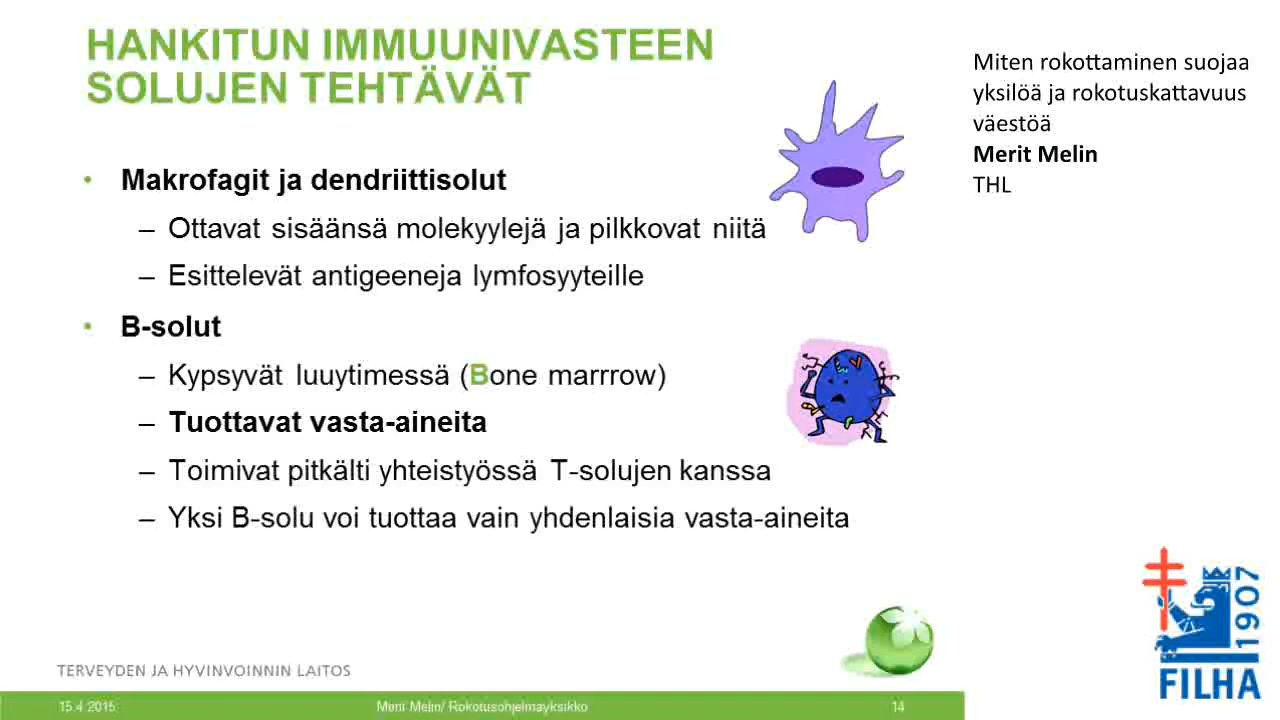 HANKITUN IMMUUNIVASTEEN
SOLUJEN TEHTÄVÄT
• Makrofagit ja dendriittisolut
– Ottavat sisäänsä molekyylejä ja pilkkovat niitä
– Esittelevät antigeeneja lymfosyyteille
• B-solut
– Kypsyvät luuytimessä (Bone marrrow)
– Tuottavat vasta-aineita
– Toimivat pitkälti yhteistyössä T-solujen kanssa
– Yksi B-solu voi tuottaa vain yhdenlaisia vasta-aineita
TERVEYDEN JA HYVINVOINNIN LAITOS
15.4.2015 Merit Melin/ Rokotusohjelmayksikkö 14
Miten rokottaminen suojaa
yksilöä ja rokotuskattavuus
väestöä
Merit Melin
THL
1907
FILHA